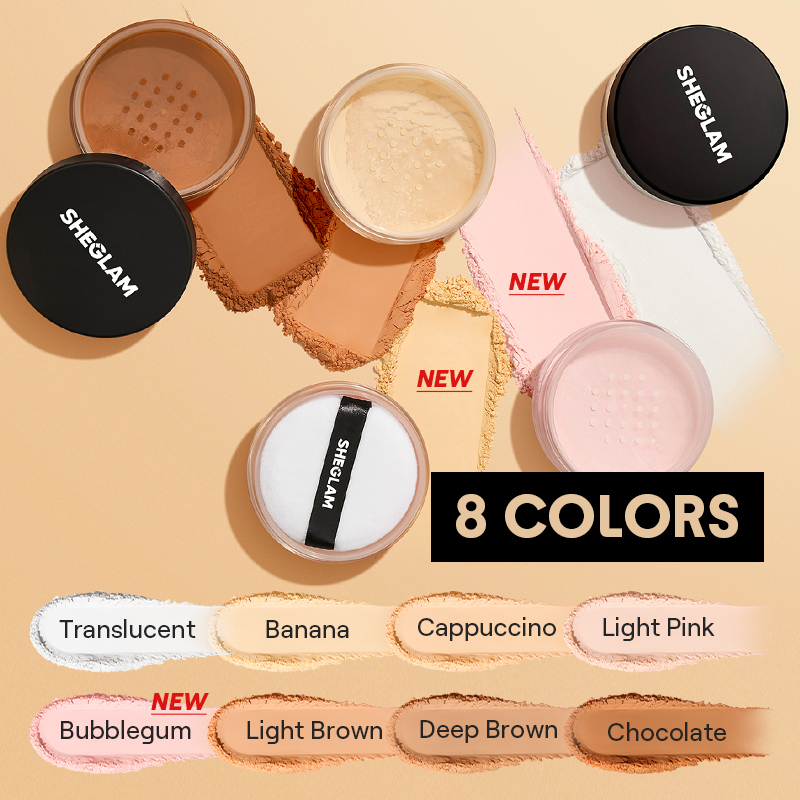 SHEGLAM
SHEGLAM
NEW
NEW
SHEGLAM
8 COLORS
Translucent
Banana
Cappuccino
Light Pink
NEW
Bubblegum
Light Brown
Deep Brown
Chocolate